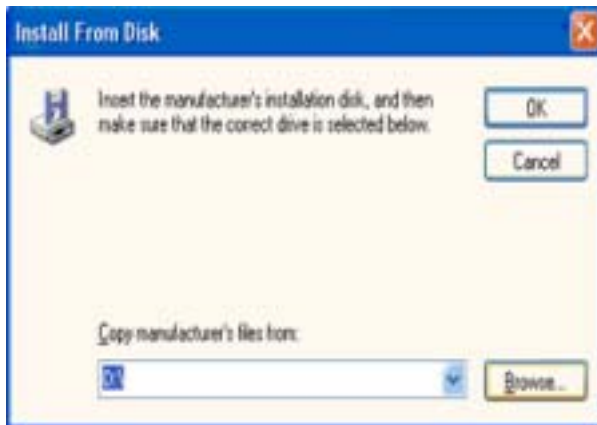 Install From Disk
Insert the manufacturer's installation disk, and then
make sure that the correct drive is selected below.
OK
Cancel
Copy manufacturer's files from:
D:\
Browse...